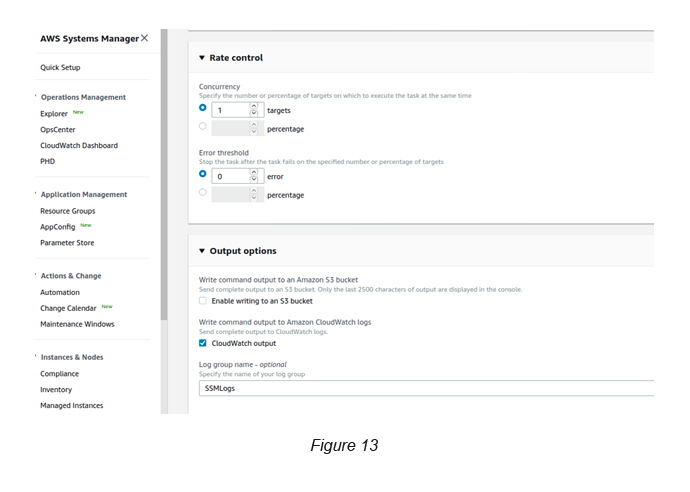 AWS Systems Manager
Quick Setup
Operations Management
Explorer New
OpsCenter
CloudWatch Dashboard
PHD
Application Management
Resource Groups
AppConfig New
Parameter Store
Actions & Change
Automation
Change Calendar New
Maintenance Windows
Instances & Nodes
Compliance
Inventory
Managed Instances
Rate control
Concurrency
Specify the number or percentage of targets on which to execute the task at the same time
1 targets
percentage
Error threshold
Stop the task after the task fails on the specified number or percentage of targets
0 error
percentage
Output options
Write command output to an Amazon S3 bucket
Send complete output to an S3 bucket. Only the last 2500 characters of output are displayed in the console.
Enable writing to an S3 bucket
Write command output to Amazon CloudWatch logs
Send complete output to CloudWatch logs.
CloudWatch output
Log group name - optional
Specify the name of your log group
SSMLogs
Figure 13